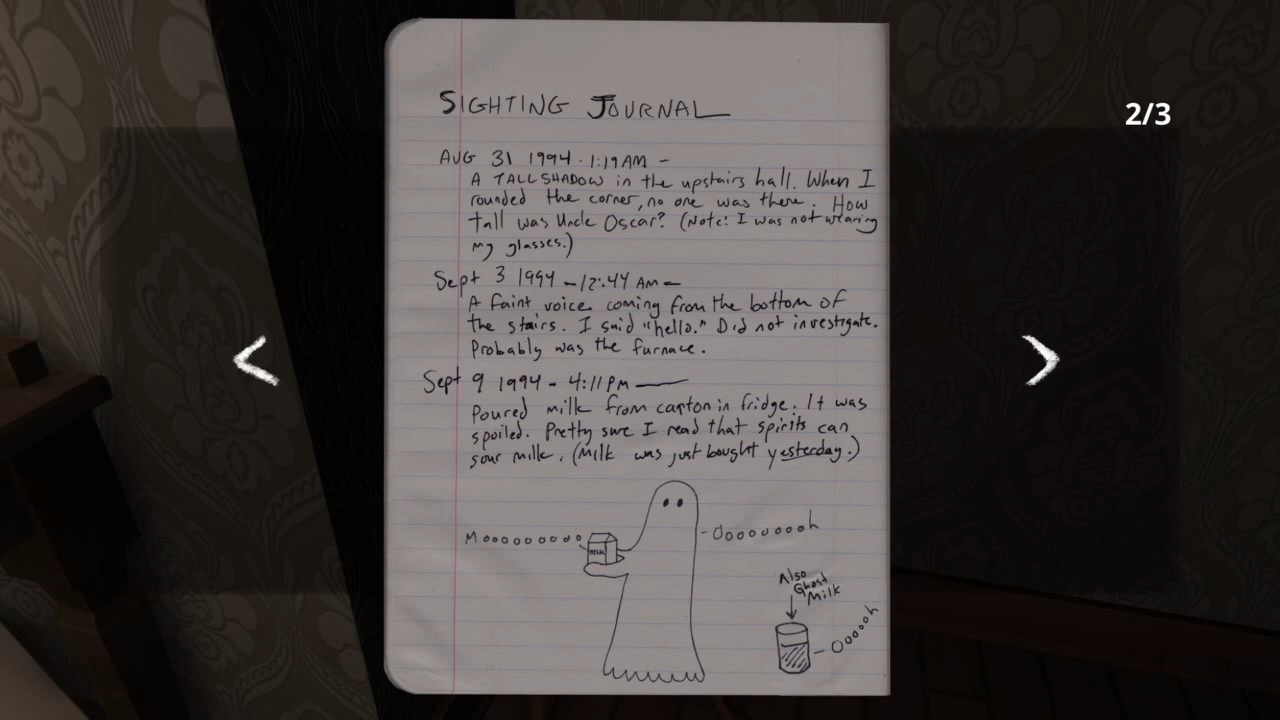 SIGHTING JOURNAL
2/3
AUG 31 1994 - 1:19 AM -
A TALL SHADOW in the upstairs hall. When I
rounded the corner, no one was there. How
tall was Uncle Oscar? (Note: I was not wearing
my glasses.)
Sept 3 1994 - 12:44 AM -
A faint voice coming from the bottom of
the stairs. I said "hello." Did not investigate.
Probably was the furnace.
Sept 9 1994 - 4:11 PM -
Poured milk from carton in fridge. It was
spoiled. Pretty sure I read that spirits can
sour milk. (Milk was just bought yesterday.)
Mooooooooo
MILK
-Oooooooh
Also
Ghost
Milk
-Oooooh